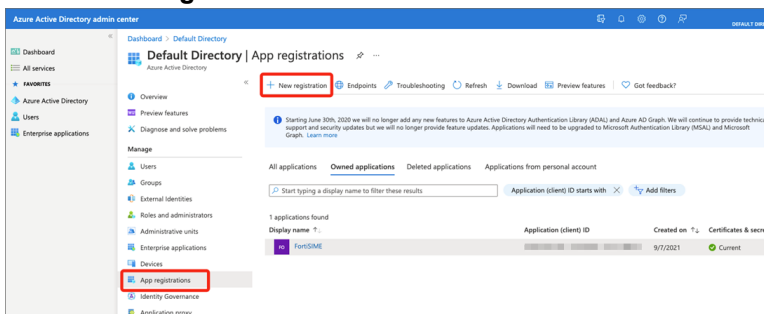 Azure Active Directory admin center
DEFAULT DIRE
Dashboard
All services
FAVORITES
Azure Active Directory
Users
Enterprise applications
Dashboard > Default Directory
Default Directory | App registrations
Azure Active Directory
Overview
Preview features
Diagnose and solve problems
Manage
Users
Groups
External Identities
Roles and administrators
Administrative units
Enterprise applications
Devices
App registrations
Identity Governance
Application proxy
New registration Endpoints Troubleshooting Refresh Download Preview features Got feedback?
Starting June 30th, 2020 we will no longer add any new features to Azure Active Directory Authentication Library (ADAL) and Azure AD Graph. We will continue to provide technic
support and security updates but we will no longer provide feature updates. Applications will need to be upgraded to Microsoft Authentication Library (MSAL) and Microsoft
Graph. Learn more
All applications Owned applications Deleted applications Applications from personal account
Start typing a display name to filter these results Application (client) ID starts with Add filters
1 applications found
Display name Application (client) ID Created on Certificates & secre
FO FortiSIME 9/7/2021 Current